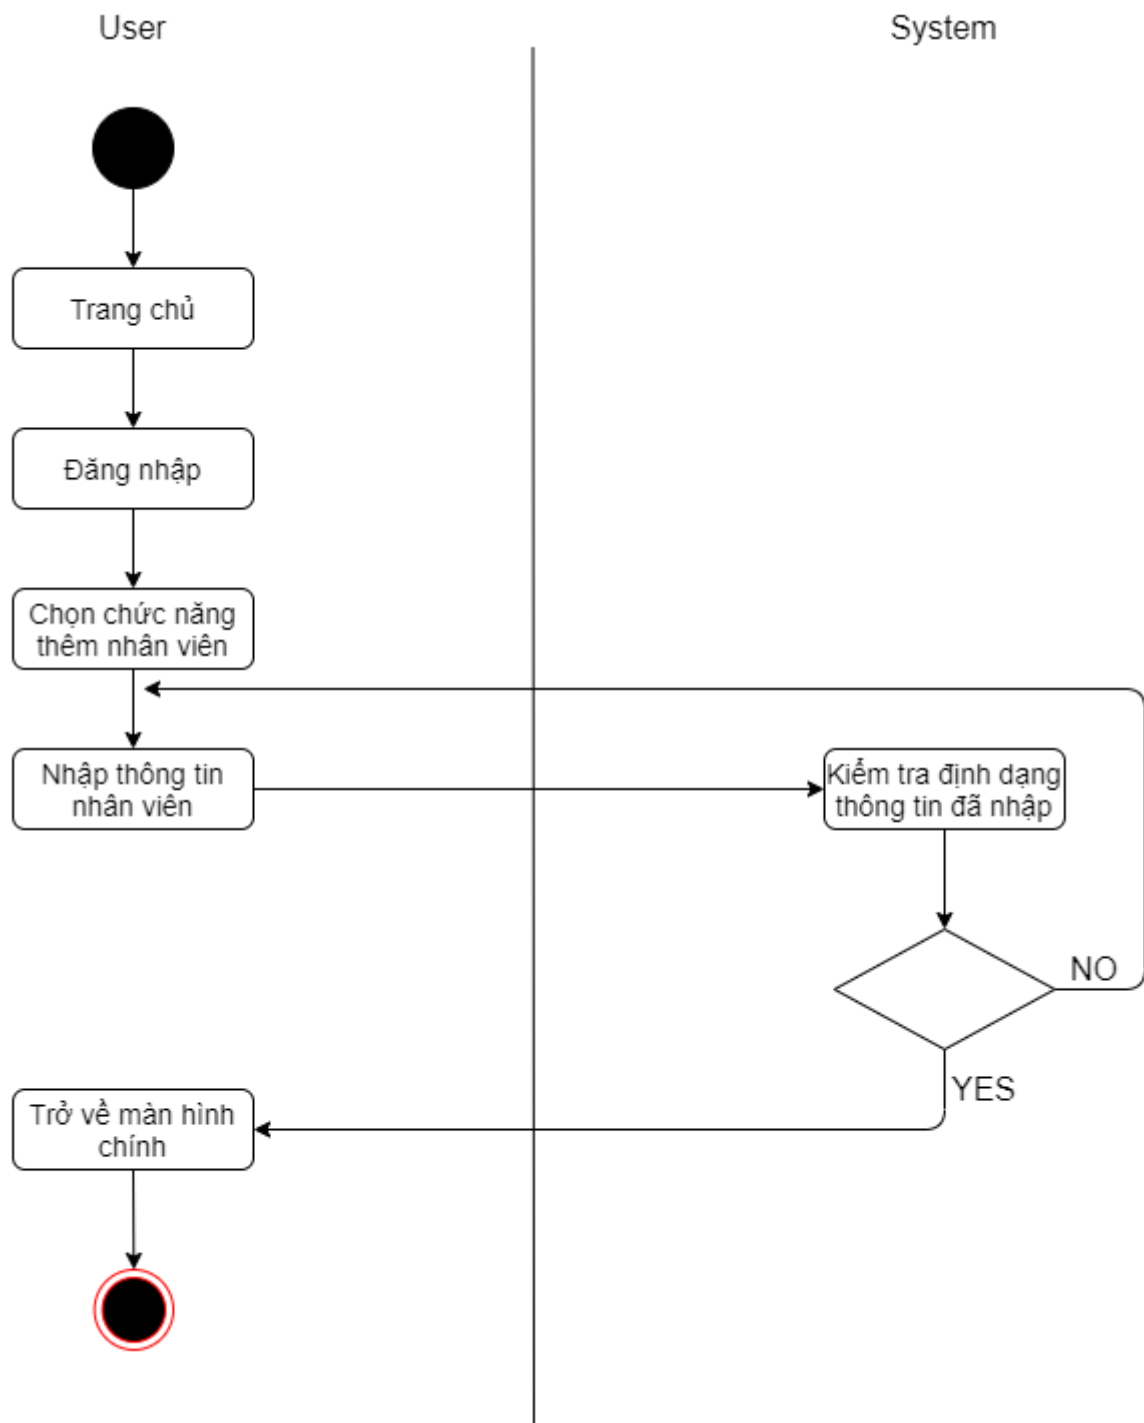 User
System
Trang chủ
Đăng nhập
Chọn chức năng
thêm nhân viên
Nhập thông tin
nhân viên
Kiểm tra định dạng
thông tin đã nhập
NO
YES
Trở về màn hình
chính